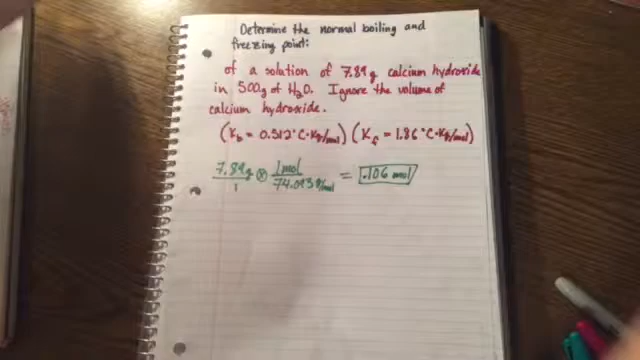 Determine the normal boiling and
freezing point:
of a solution of 7.89g calcium hydroxide
in 500g of H₂O. Ignore the volume of
calcium hydroxide.
(K_b = 0.512°C·Kg/mol) (K_f = 1.86°C·Kg/mol)
7.89g/1 ⊗ 1mol/74.093g/mol = .106 mol